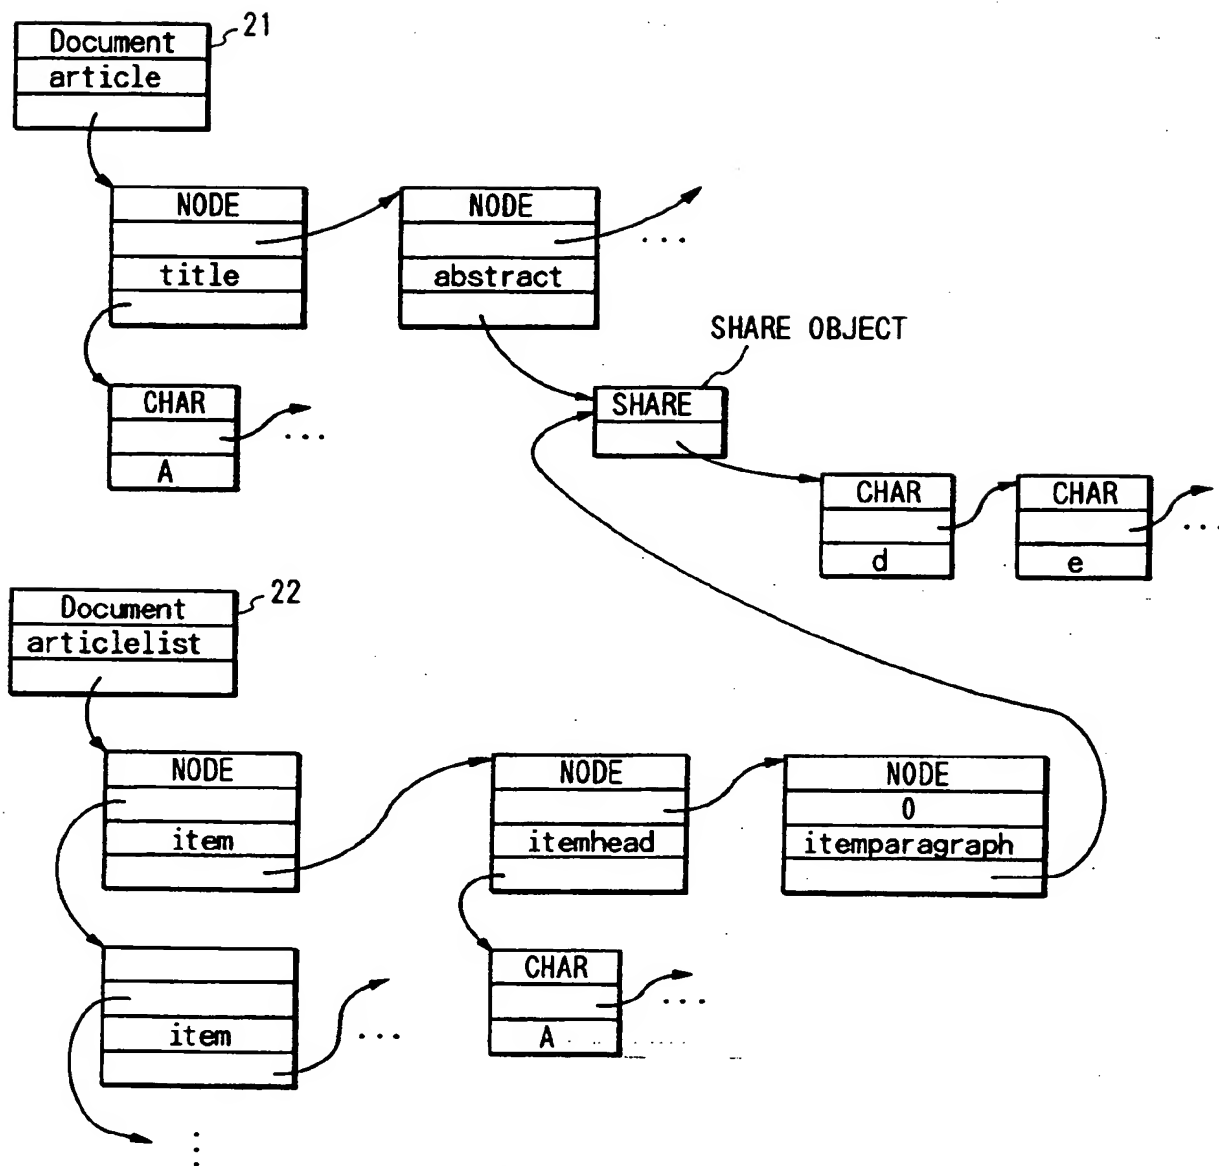 Document
21
article
NODE
NODE
title
abstract
...
SHARE OBJECT
CHAR
...
A
SHARE
CHAR
CHAR
...
d
e
Document
22
articlelist
NODE
NODE
NODE
0
item
itemhead
itemparagraph
CHAR
...
item
...
A